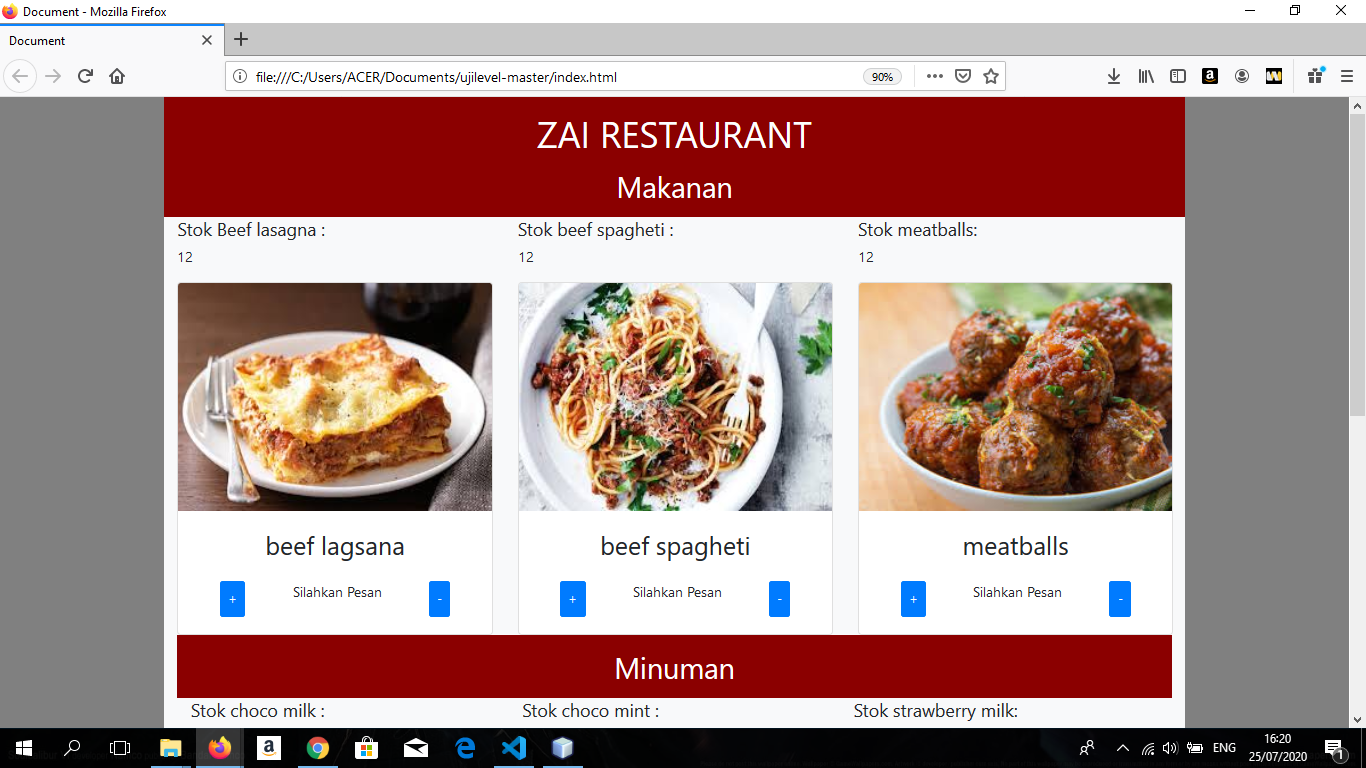 Document - Mozilla Firefox
Document
file:///C:/Users/ACER/Documents/ujilevel-master/index.html
90%
ZAI RESTAURANT
Makanan
Stok Beef lasagna :
Stok beef spagheti :
Stok meatballs:
12
12
12
beef lagsana
beef spagheti
meatballs
+ Silahkan Pesan -
+ Silahkan Pesan -
+ Silahkan Pesan -
Minuman
Stok choco milk :
Stok choco mint :
Stok strawberry milk:
ENG
16:20
25/07/2020
1